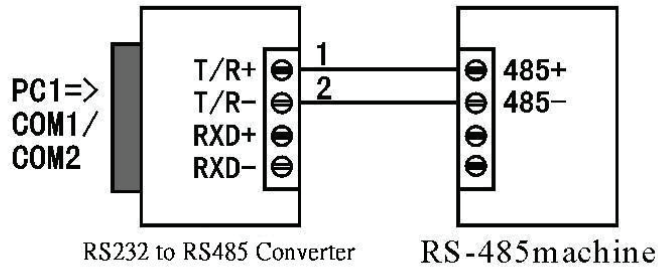 PC1=>
COM1/
COM2
T/R+
T/R-
RXD+
RXD-
1
2
485+
485-
RS232 to RS485 Converter
RS-485machine